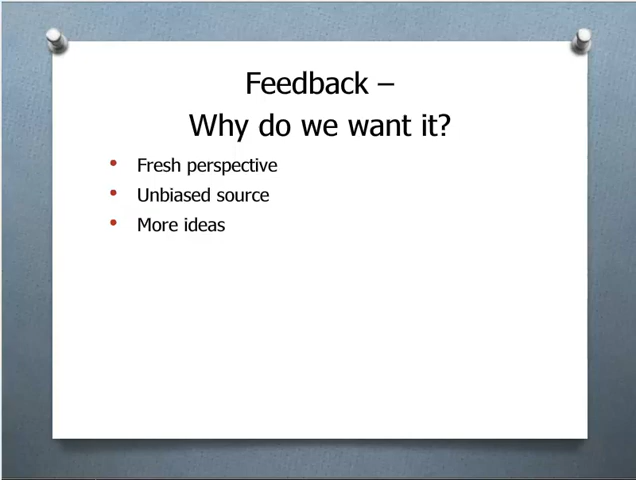 Feedback –
Why do we want it?
• Fresh perspective
• Unbiased source
• More ideas